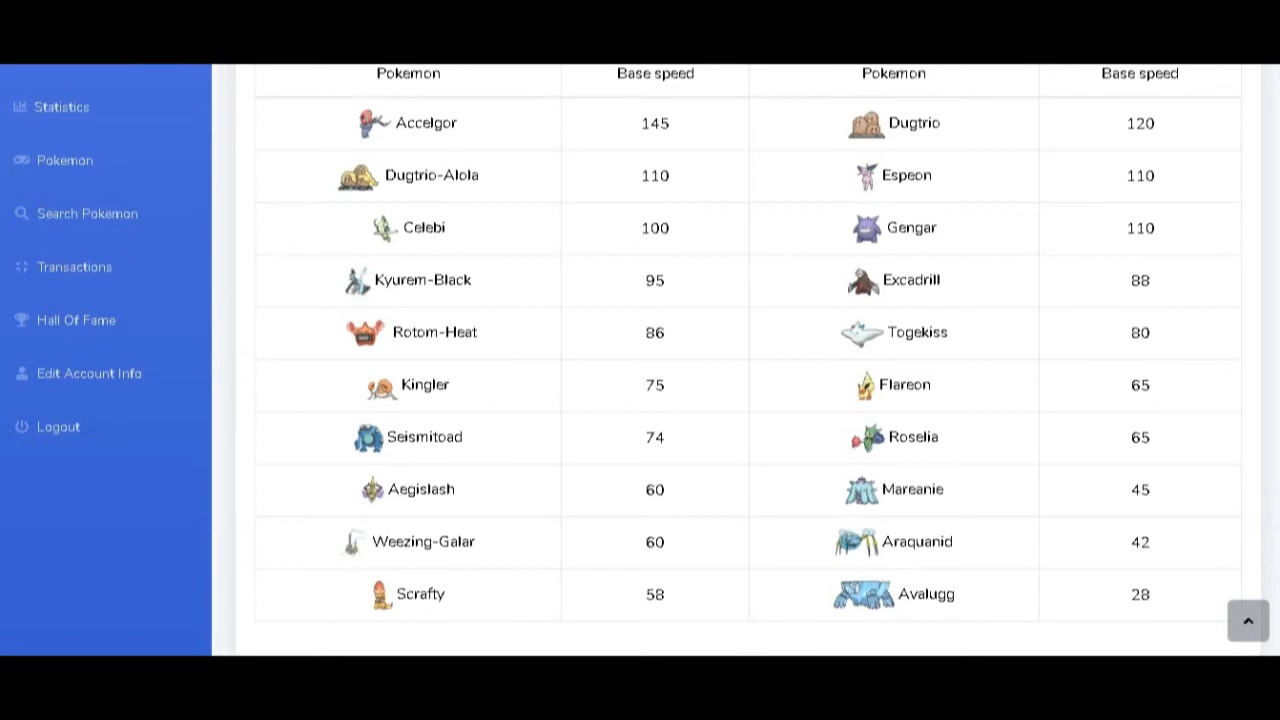 Statistics
Pokemon
Search Pokemon
Transactions
Hall Of Fame
Edit Account Info
Logout
Pokemon Base speed Pokemon Base speed
Accelgor 145 Dugtrio 120
Dugtrio-Alola 110 Espeon 110
Celebi 100 Gengar 110
Kyurem-Black 95 Excadrill 88
Rotom-Heat 86 Togekiss 80
Kingler 75 Flareon 65
Seismitoad 74 Roselia 65
Aegislash 60 Mareanie 45
Weezing-Galar 60 Araquanid 42
Scrafty 58 Avalugg 28